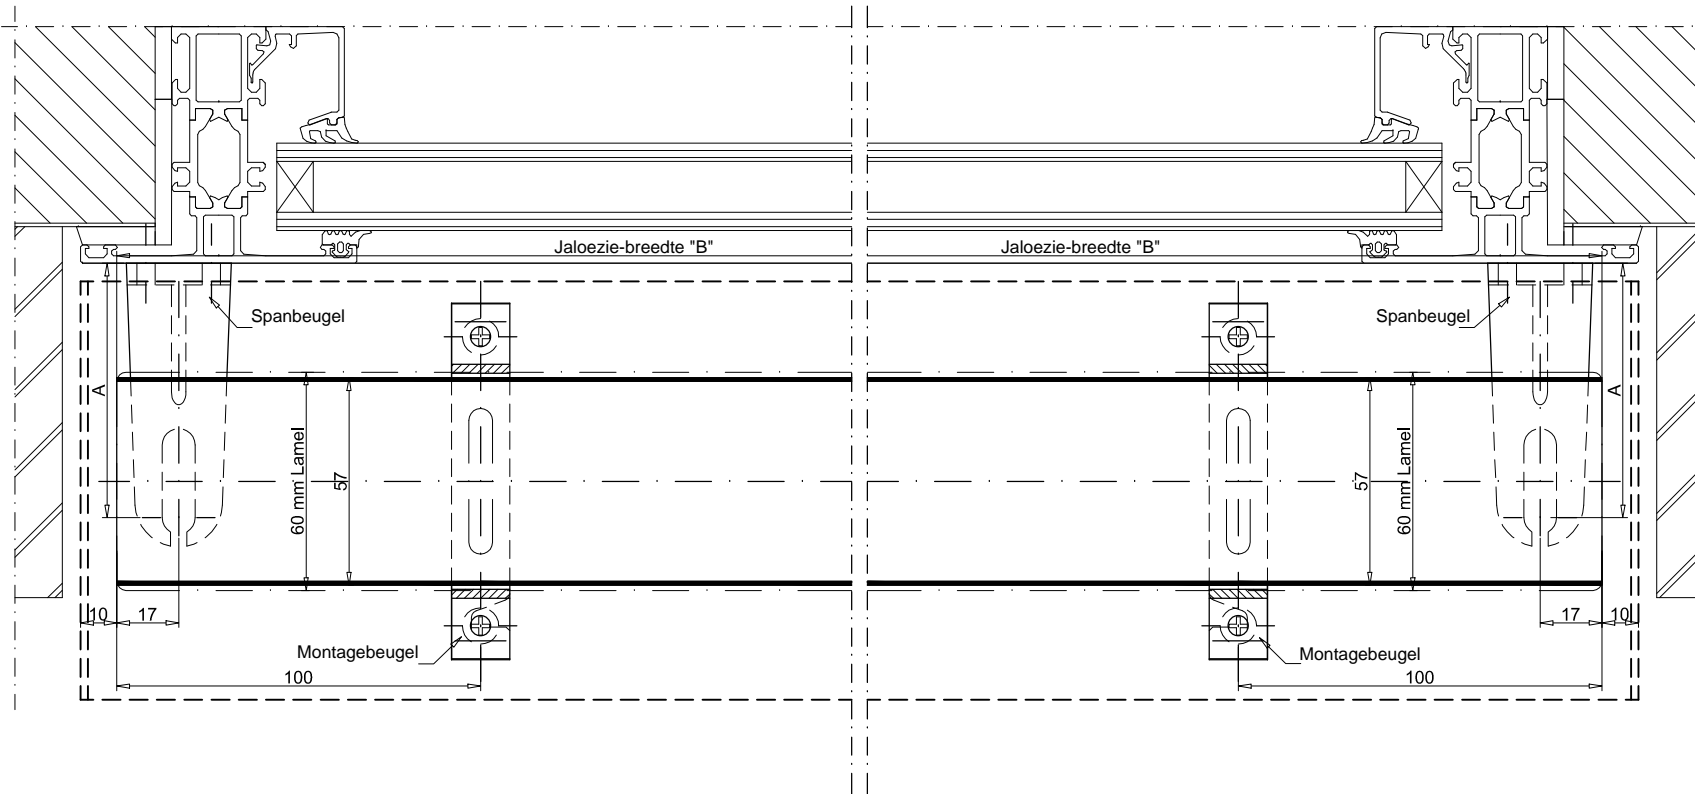 Jaloezie-breedte "B"
Jaloezie-breedte "B"
Spanbeugel
Spanbeugel
A
A
60 mm Lamel
57
57
60 mm Lamel
10
17
17
10
Montagebeugel
Montagebeugel
100
100